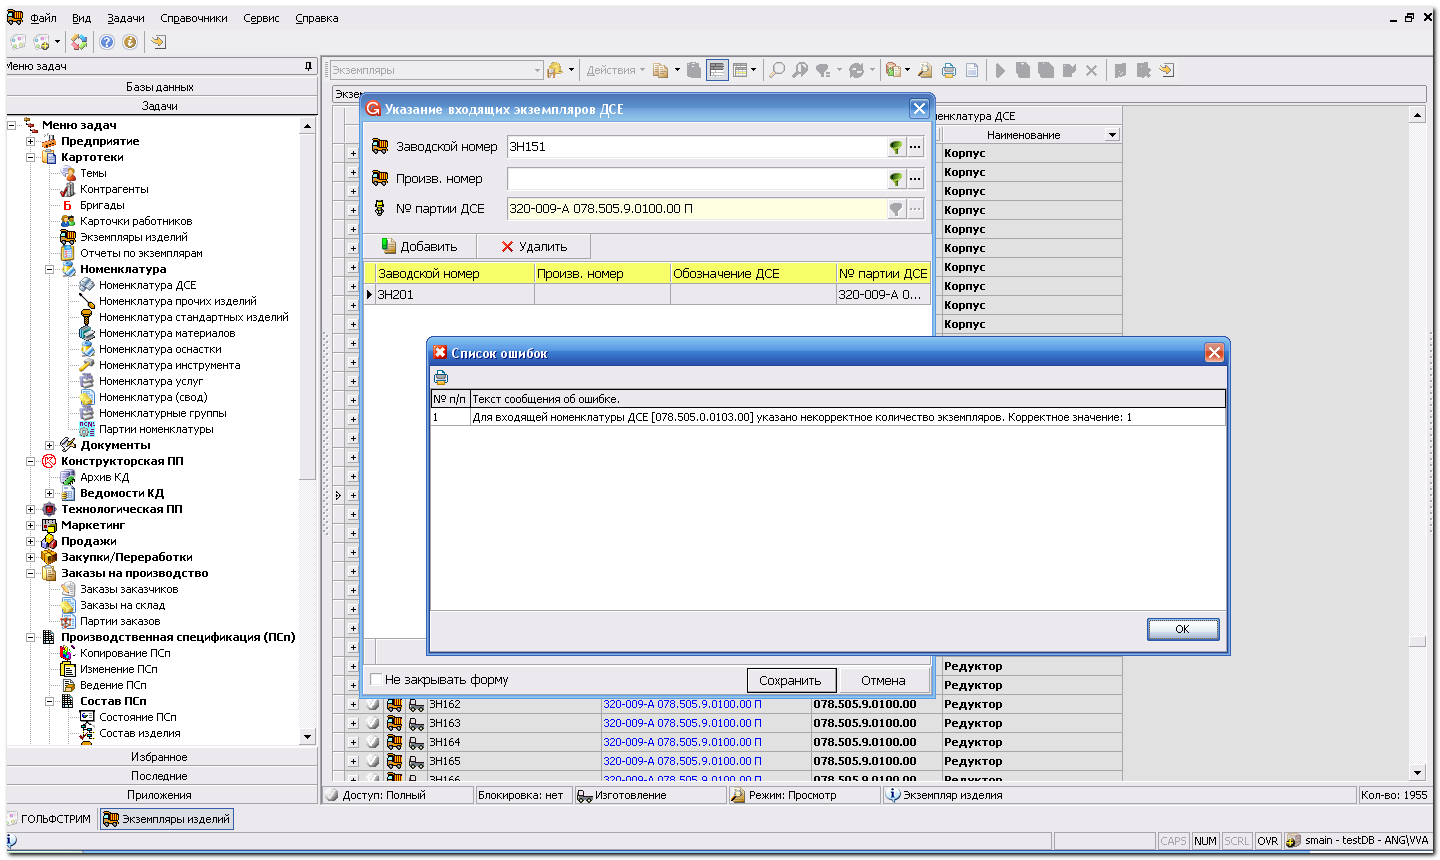 Файл Вид Задачи Справочники Сервис Справка
Меню задач
Базы данных
Задачи
Меню задач
Предприятие
Картотеки
Темы
Контрагенты
Бригады
Карточки работников
Экземпляры изделий
Отчеты по экземплярам
Номенклатура
Номенклатура ДСЕ
Номенклатура прочих изделий
Номенклатура стандартных изделий
Номенклатура материалов
Номенклатура оснастки
Номенклатура инструмента
Номенклатура услуг
Номенклатура (свод)
Номенклатурные группы
Партии номенклатуры
Документы
Конструкторская ПП
Архив КД
Ведомости КД
Технологическая ПП
Маркетинг
Продажи
Закупки/Переработки
Заказы на производство
Заказы заказчиков
Заказы на склад
Партии заказов
Производственная спецификация (ПСп)
Копирование ПСп
Изменение ПСп
Ведение ПСп
Состав ПСп
Состояние ПСп
Состав изделия
Избранное
Последние
Приложения
Экземпляры Действия
Экзем
енклатура ДСЕ
Наименование
Корпус
Корпус
Корпус
Корпус
Корпус
Корпус
Корпус
Корпус
Корпус
Корпус
Указание входящих экземпляров ДСЕ
Заводской номер ЗН151
Произв. номер
№ партии ДСЕ 320-009-А 078.505.9.0100.00 П
Добавить Удалить
Заводской номер Произв. номер Обозначение ДСЕ № партии ДСЕ
ЗН201 320-009-А 0...
Список ошибок
№ п/п Текст сообщения об ошибке.
1 Для входящей номенклатуры ДСЕ [078.505.0.0103.00] указано некорректное количество экземпляров. Корректное значение: 1
OK
Не закрывать форму Сохранить Отмена
Редуктор
Редуктор
ЗН162 320-009-А 078.505.9.0100.00 П 078.505.9.0100.00 Редуктор
ЗН163 320-009-А 078.505.9.0100.00 П 078.505.9.0100.00 Редуктор
ЗН164 320-009-А 078.505.9.0100.00 П 078.505.9.0100.00 Редуктор
ЗН165 320-009-А 078.505.9.0100.00 П 078.505.9.0100.00 Редуктор
ЗН166 320-009-А 078.505.9.0100.00 П 078.505.9.0100.00 Редуктор
Доступ: Полный Блокировка: нет Изготовление Режим: Просмотр Экземпляр изделия Кол-во: 1955
ГОЛЬФСТРИМ Экземпляры изделий
CAPS NUM SCRL OVR smain - testDB - ANG\VVA